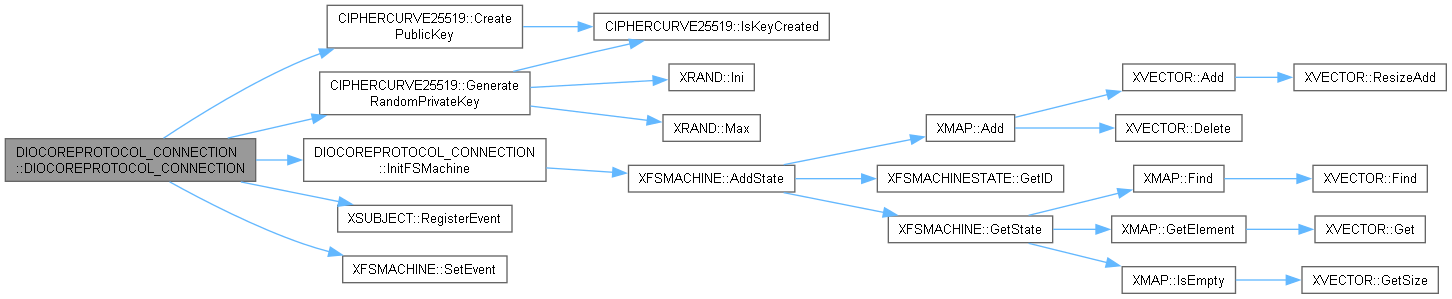 DIOCOREPROTOCOL_CONNECTION
::DIOCOREPROTOCOL_CONNECTION
CIPHERCURVE25519::Create
PublicKey
CIPHERCURVE25519::IsKeyCreated
CIPHERCURVE25519::Generate
RandomPrivateKey
XRAND::Ini
XRAND::Max
DIOCOREPROTOCOL_CONNECTION
::InitFSMachine
XFSMACHINE::AddState
XMAP::Add
XVECTOR::Add
XVECTOR::ResizeAdd
XVECTOR::Delete
XFSMACHINESTATE::GetID
XFSMACHINE::GetState
XMAP::Find
XVECTOR::Find
XMAP::GetElement
XVECTOR::Get
XMAP::IsEmpty
XVECTOR::GetSize
XSUBJECT::RegisterEvent
XFSMACHINE::SetEvent